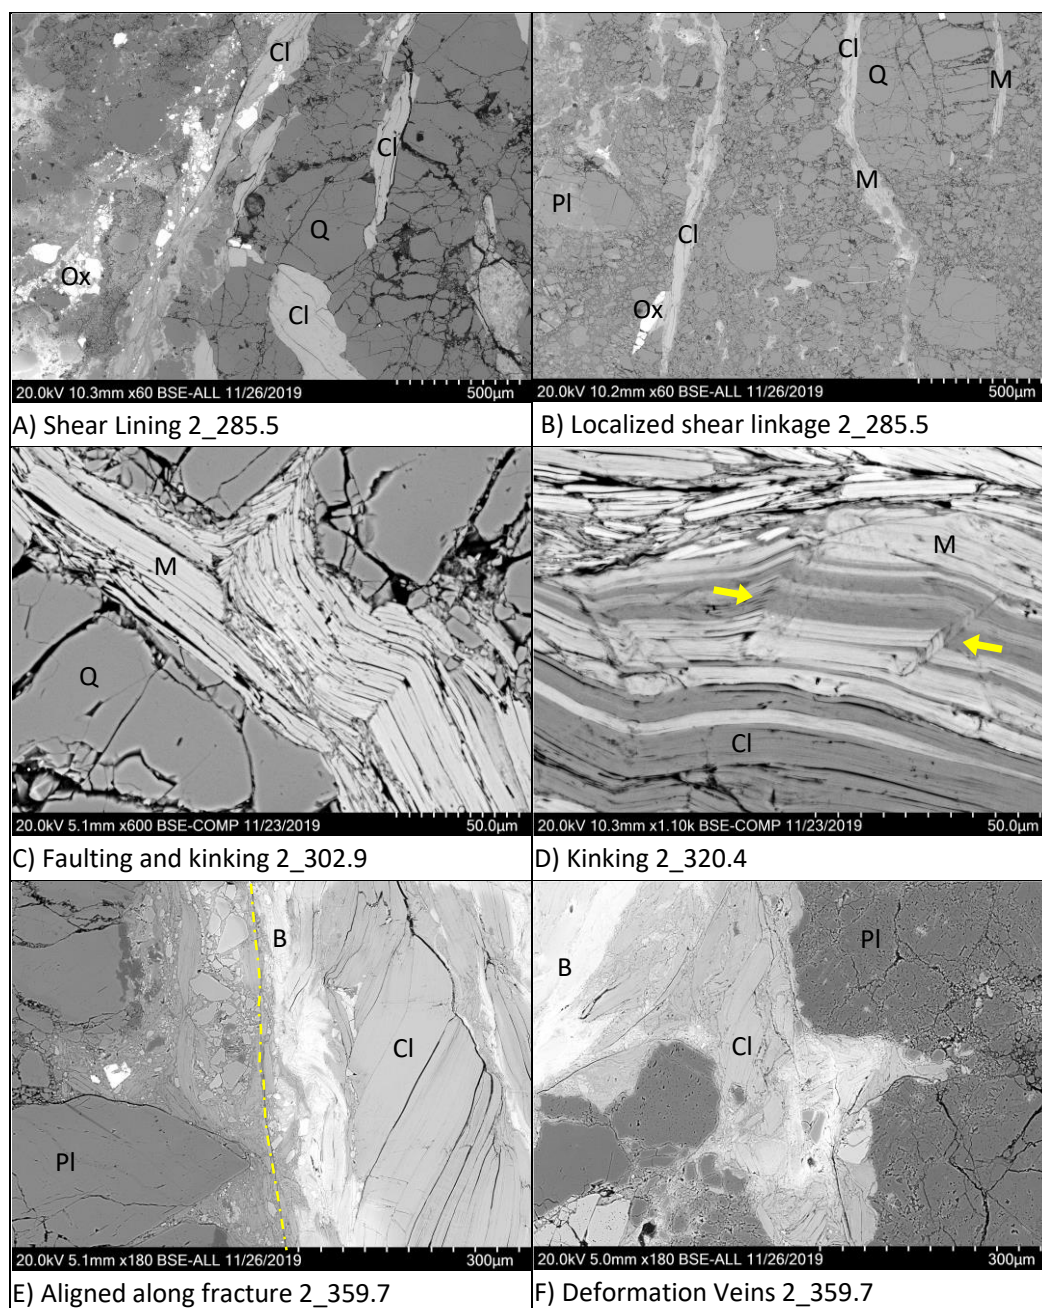 Cl
Cl
Q
Ox
Cl
20.0kV 10.3mm x60 BSE-ALL 11/26/2019 500µm
A) Shear Lining 2_285.5
Cl
Q
M
M
Pl
Cl
Ox
20.0kV 10.2mm x60 BSE-ALL 11/26/2019 500µm
B) Localized shear linkage 2_285.5
M
Q
20.0kV 5.1mm x600 BSE-COMP 11/23/2019 50.0µm
C) Faulting and kinking 2_302.9
M
Cl
20.0kV 10.3mm x1.10k BSE-COMP 11/23/2019 50.0µm
D) Kinking 2_320.4
B
Cl
Pl
20.0kV 5.1mm x180 BSE-ALL 11/26/2019 300µm
E) Aligned along fracture 2_359.7
Pl
B
Cl
20.0kV 5.0mm x180 BSE-ALL 11/26/2019 300µm
F) Deformation Veins 2_359.7